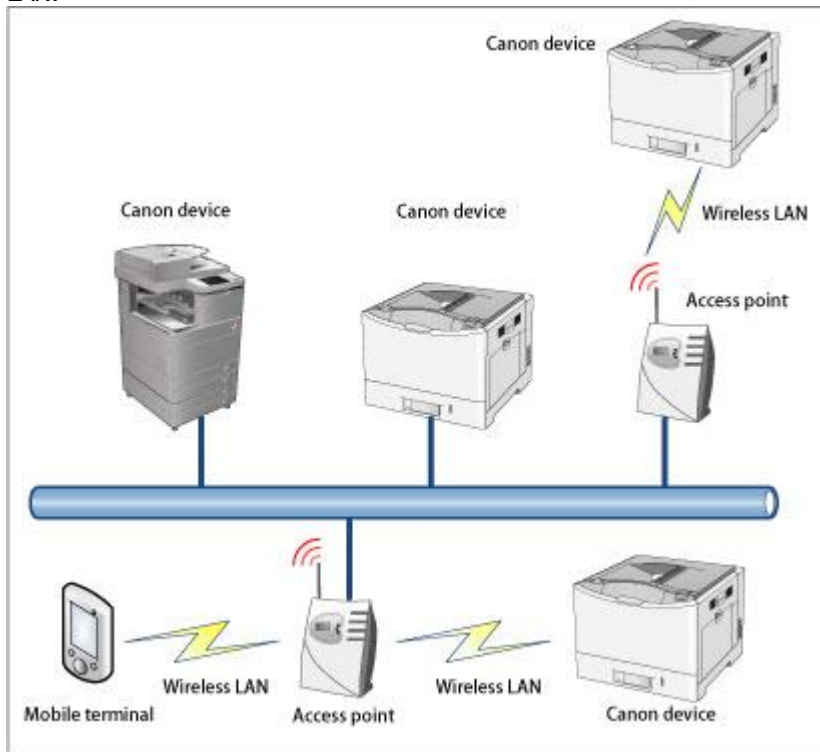 Canon device
Wireless LAN
Canon device
Canon device
Access point
Wireless LAN
Wireless LAN
Mobile terminal
Access point
Canon device